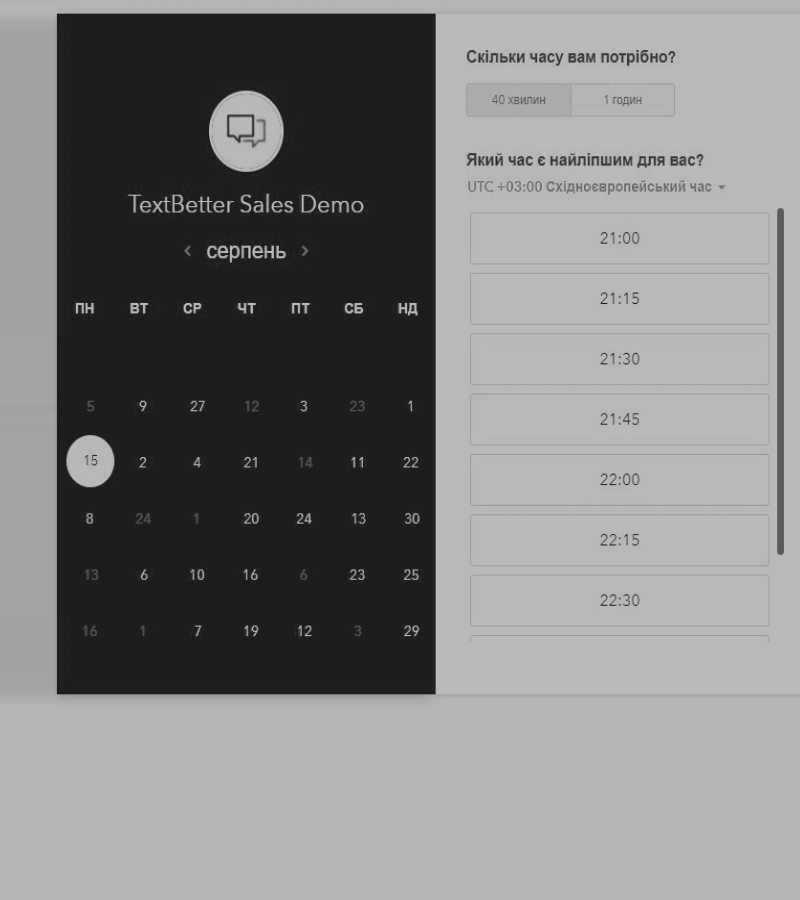 TextBetter Sales Demo
серпень
ПН ВТ СР ЧТ ПТ СБ НД
5 9 27 12 3 23 1
15 2 4 21 14 11 22
8 24 1 20 24 13 30
13 6 10 16 6 23 25
16 1 7 19 12 3 29
Скільки часу вам потрібно?
40 хвилин 1 годин
Який час є найліпшим для вас?
UTC +03:00 Східноєвропейський час
21:00
21:15
21:30
21:45
22:00
22:15
22:30